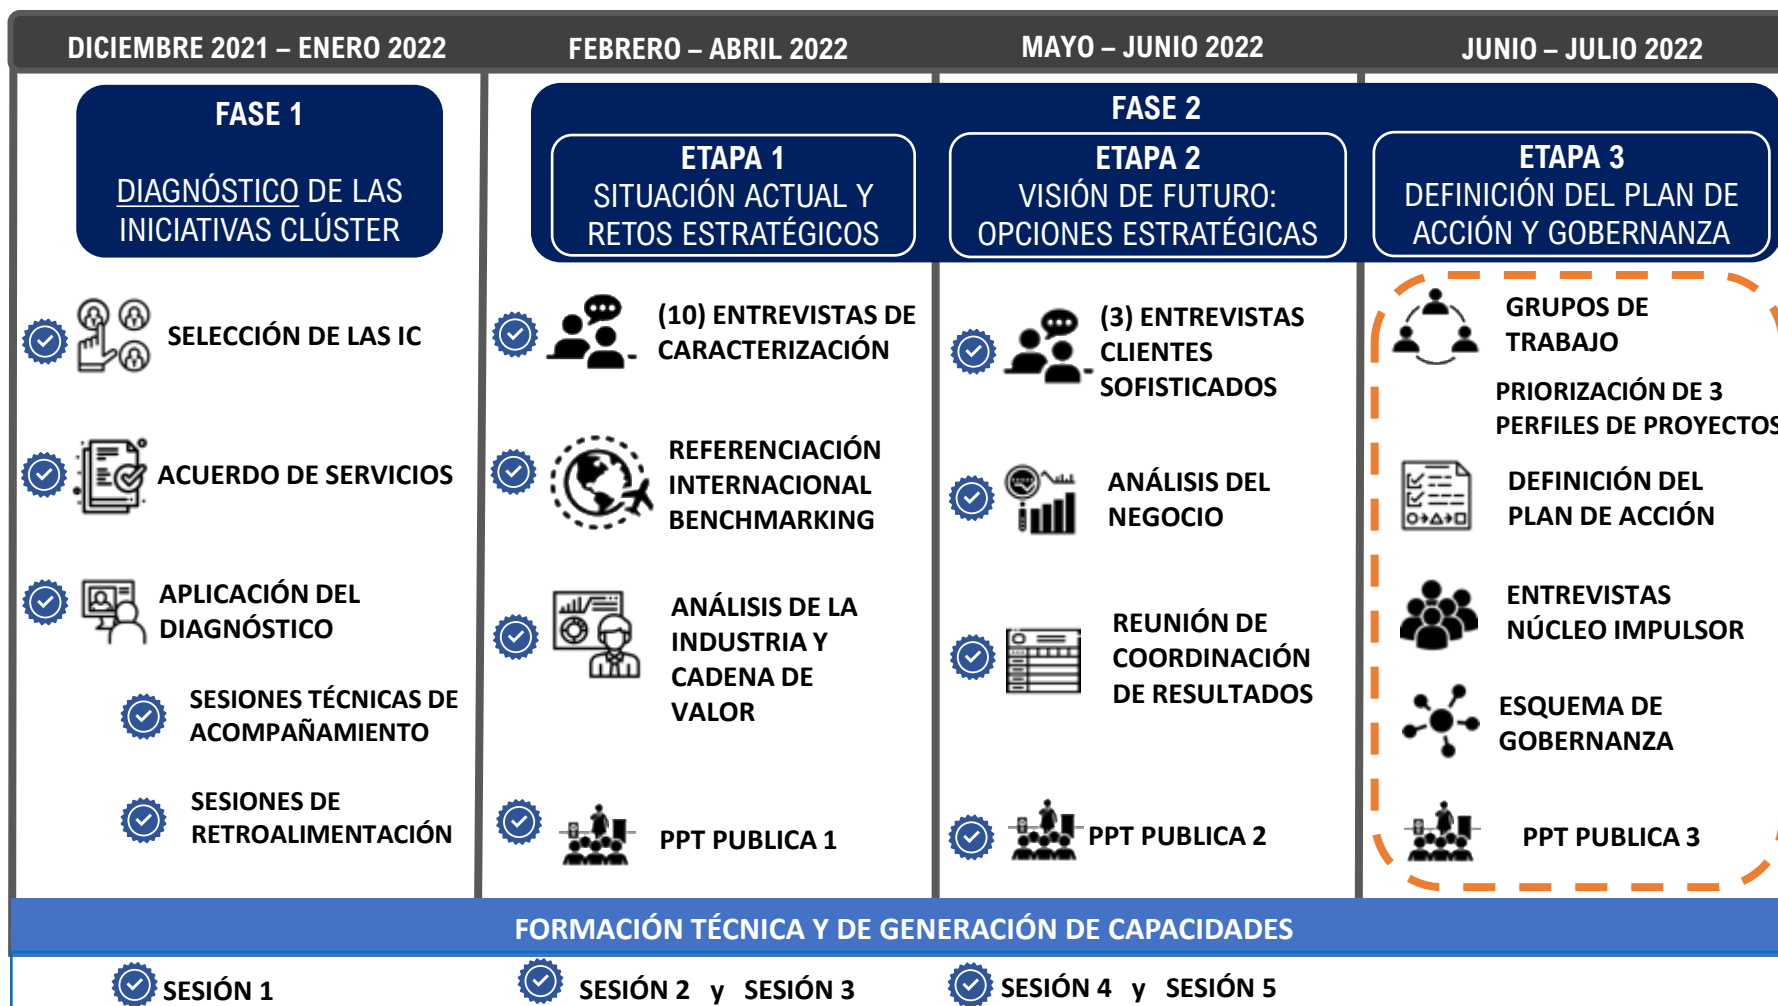 DICIEMBRE 2021 – ENERO 2022
FEBRERO – ABRIL 2022
MAYO – JUNIO 2022
JUNIO – JULIO 2022
FASE 1
DIAGNÓSTICO DE LAS
INICIATIVAS CLÚSTER
FASE 2
ETAPA 1
SITUACIÓN ACTUAL Y
RETOS ESTRATÉGICOS
ETAPA 2
VISIÓN DE FUTURO:
OPCIONES ESTRATÉGICAS
ETAPA 3
DEFINICIÓN DEL PLAN DE
ACCIÓN Y GOBERNANZA
SELECCIÓN DE LAS IC
ACUERDO DE SERVICIOS
APLICACIÓN DEL
DIAGNÓSTICO
SESIONES TÉCNICAS DE
ACOMPAÑAMIENTO
SESIONES DE
RETROALIMENTACIÓN
(10) ENTREVISTAS DE
CARACTERIZACIÓN
REFERENCIACIÓN
INTERNACIONAL
BENCHMARKING
ANÁLISIS DE LA
INDUSTRIA Y
CADENA DE
VALOR
PPT PUBLICA 1
(3) ENTREVISTAS
CLIENTES
SOFISTICADOS
ANÁLISIS DEL
NEGOCIO
REUNIÓN DE
COORDINACIÓN
DE RESULTADOS
PPT PUBLICA 2
GRUPOS DE
TRABAJO
PRIORIZACIÓN DE 3
PERFILES DE PROYECTOS
DEFINICIÓN DEL
PLAN DE ACCIÓN
ENTREVISTAS
NÚCLEO IMPULSOR
ESQUEMA DE
GOBERNANZA
PPT PUBLICA 3
FORMACIÓN TÉCNICA Y DE GENERACIÓN DE CAPACIDADES
SESIÓN 1
SESIÓN 2 y SESIÓN 3
SESIÓN 4 y SESIÓN 5